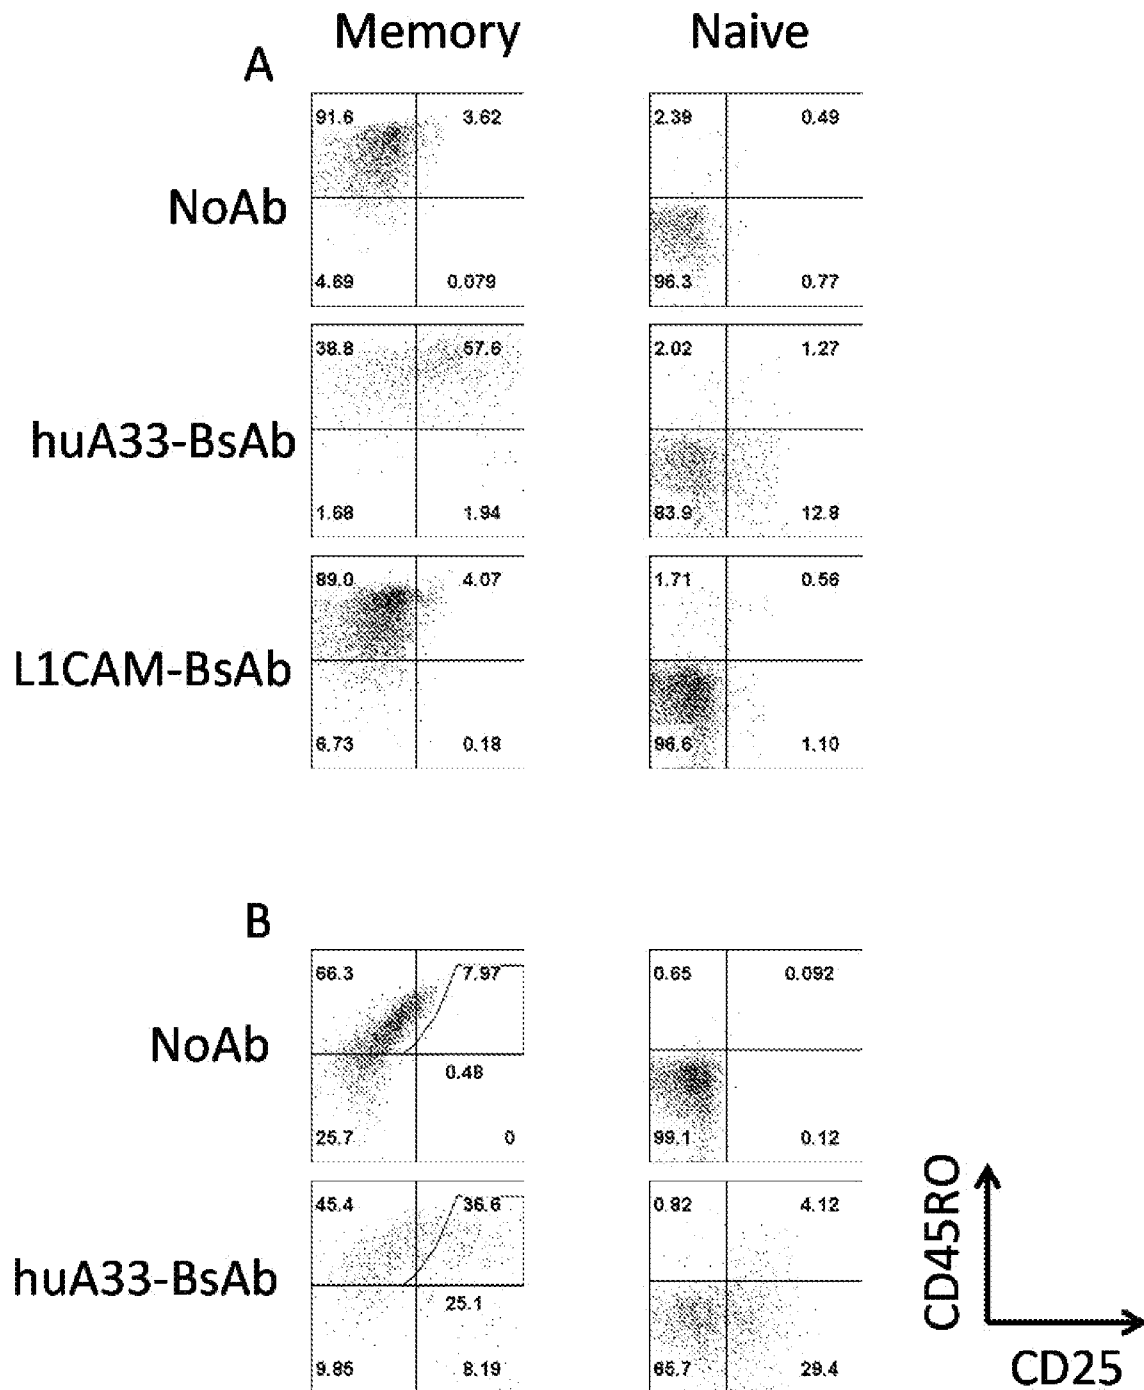 Memory Naive
A
91.6 3.62 2.39 0.49
NoAb
4.69 0.079 96.3 0.77
38.8 57.6 2.02 1.27
huA33-BsAb
1.68 1.94 83.9 12.8
89.0 4.07 1.71 0.56
L1CAM-BsAb
6.73 0.18 96.6 1.10
B
66.3 7.97 0.65 0.092
NoAb
0.48
25.7 0 99.1 0.12
45.4 36.6 0.82 4.12
huA33-BsAb
25.1
9.85 8.19 65.7 29.4
CD45RO
CD25